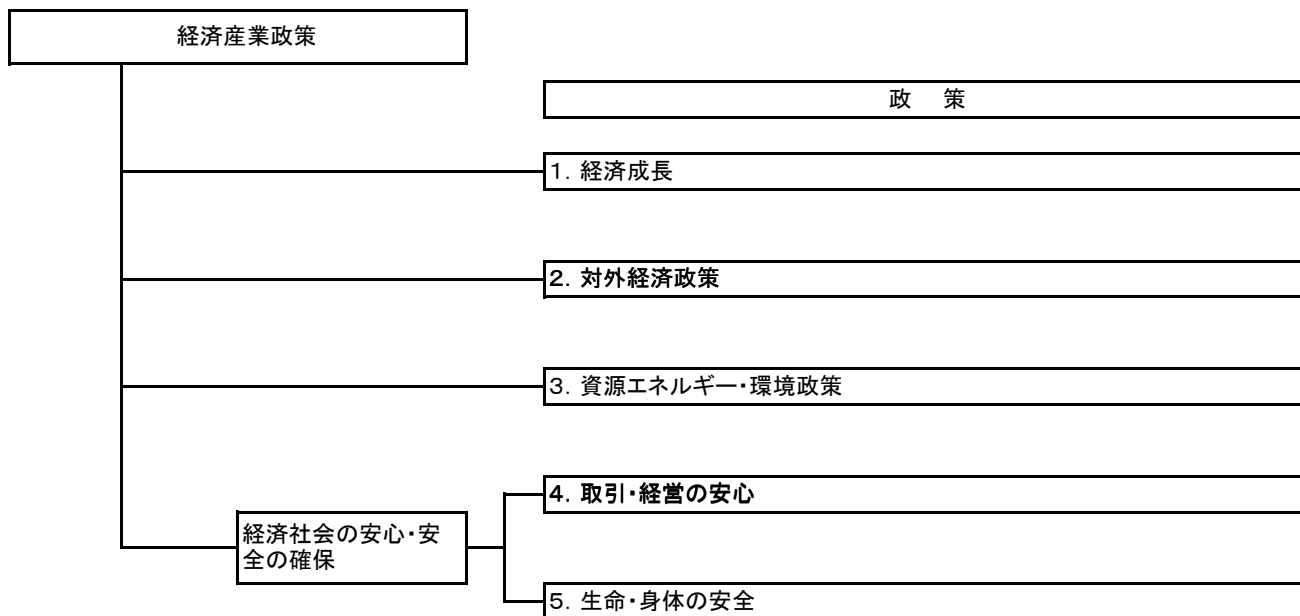 経済産業政策
政　策
1. 経済成長
2. 対外経済政策
3. 資源エネルギー・環境政策
4. 取引・経営の安心
経済社会の安心・安
全の確保
5. 生命・身体の安全